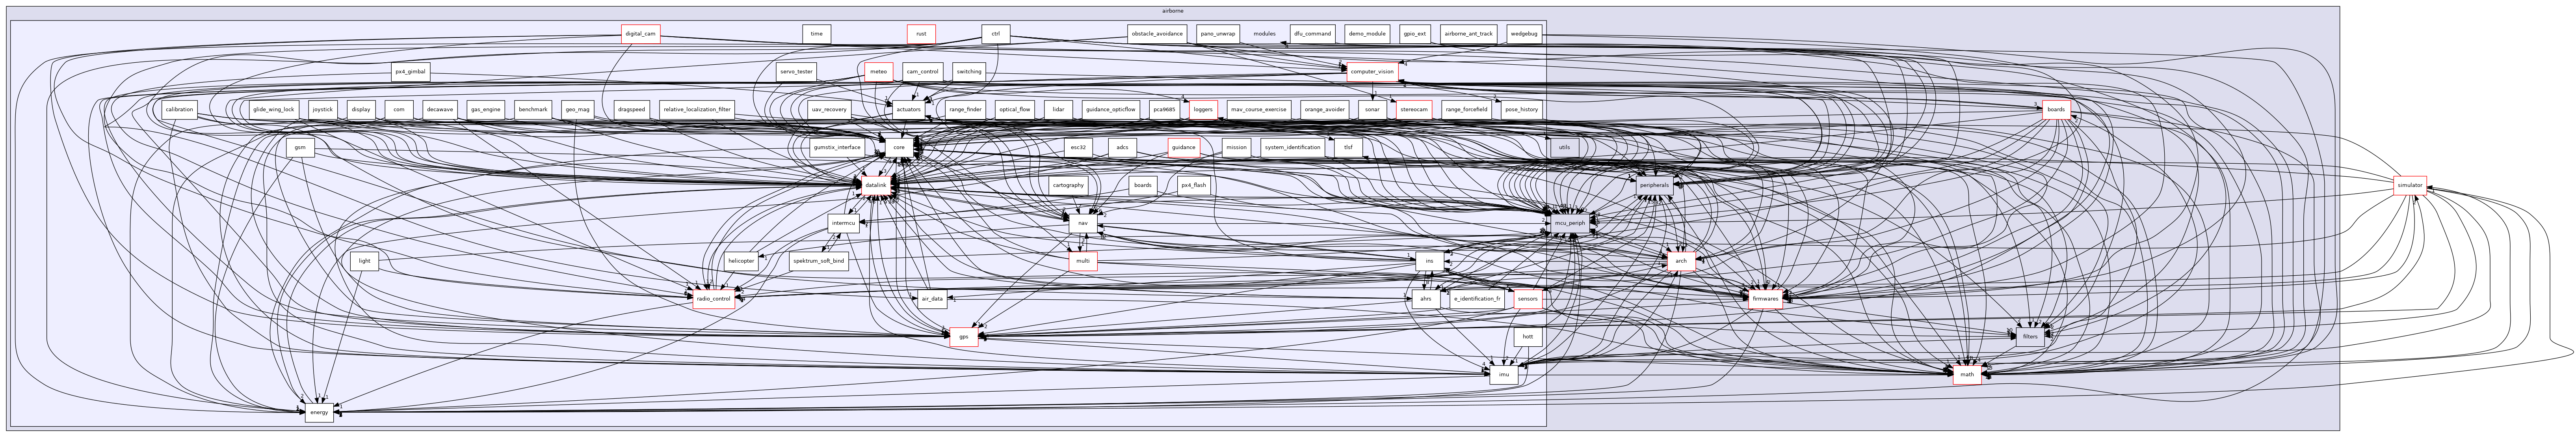 airborne
digital_cam
time
rust
ctrl
obstacle_avoidance
pano_unwrap
modules
dfu_command
demo_module
gpio_ext
airborne_ant_track
wedgebug
px4_gimbal
servo_tester
meteo
cam_control
switching
computer_vision
calibration
glide_wing_lock
joystick
display
com
decawave
gas_engine
benchmark
geo_mag
dragspeed
relative_localization_filter
uav_recovery
actuators
range_finder
optical_flow
lidar
guidance_opticflow
pca9685
loggers
mav_course_exercise
orange_avoider
sonar
stereocam
range_forcefield
pose_history
boards
gsm
gumstix_interface
core
esc32
adcs
guidance
mission
system_identification
tlsf
utils
datalink
cartography
boards
px4_flash
peripherals
simulator
intermcu
nav
mcu_periph
light
helicopter
spektrum_soft_bind
multi
ins
arch
radio_control
air_data
ahrs
e_identification_fr
sensors
firmwares
gps
hott
filters
imu
math
energy